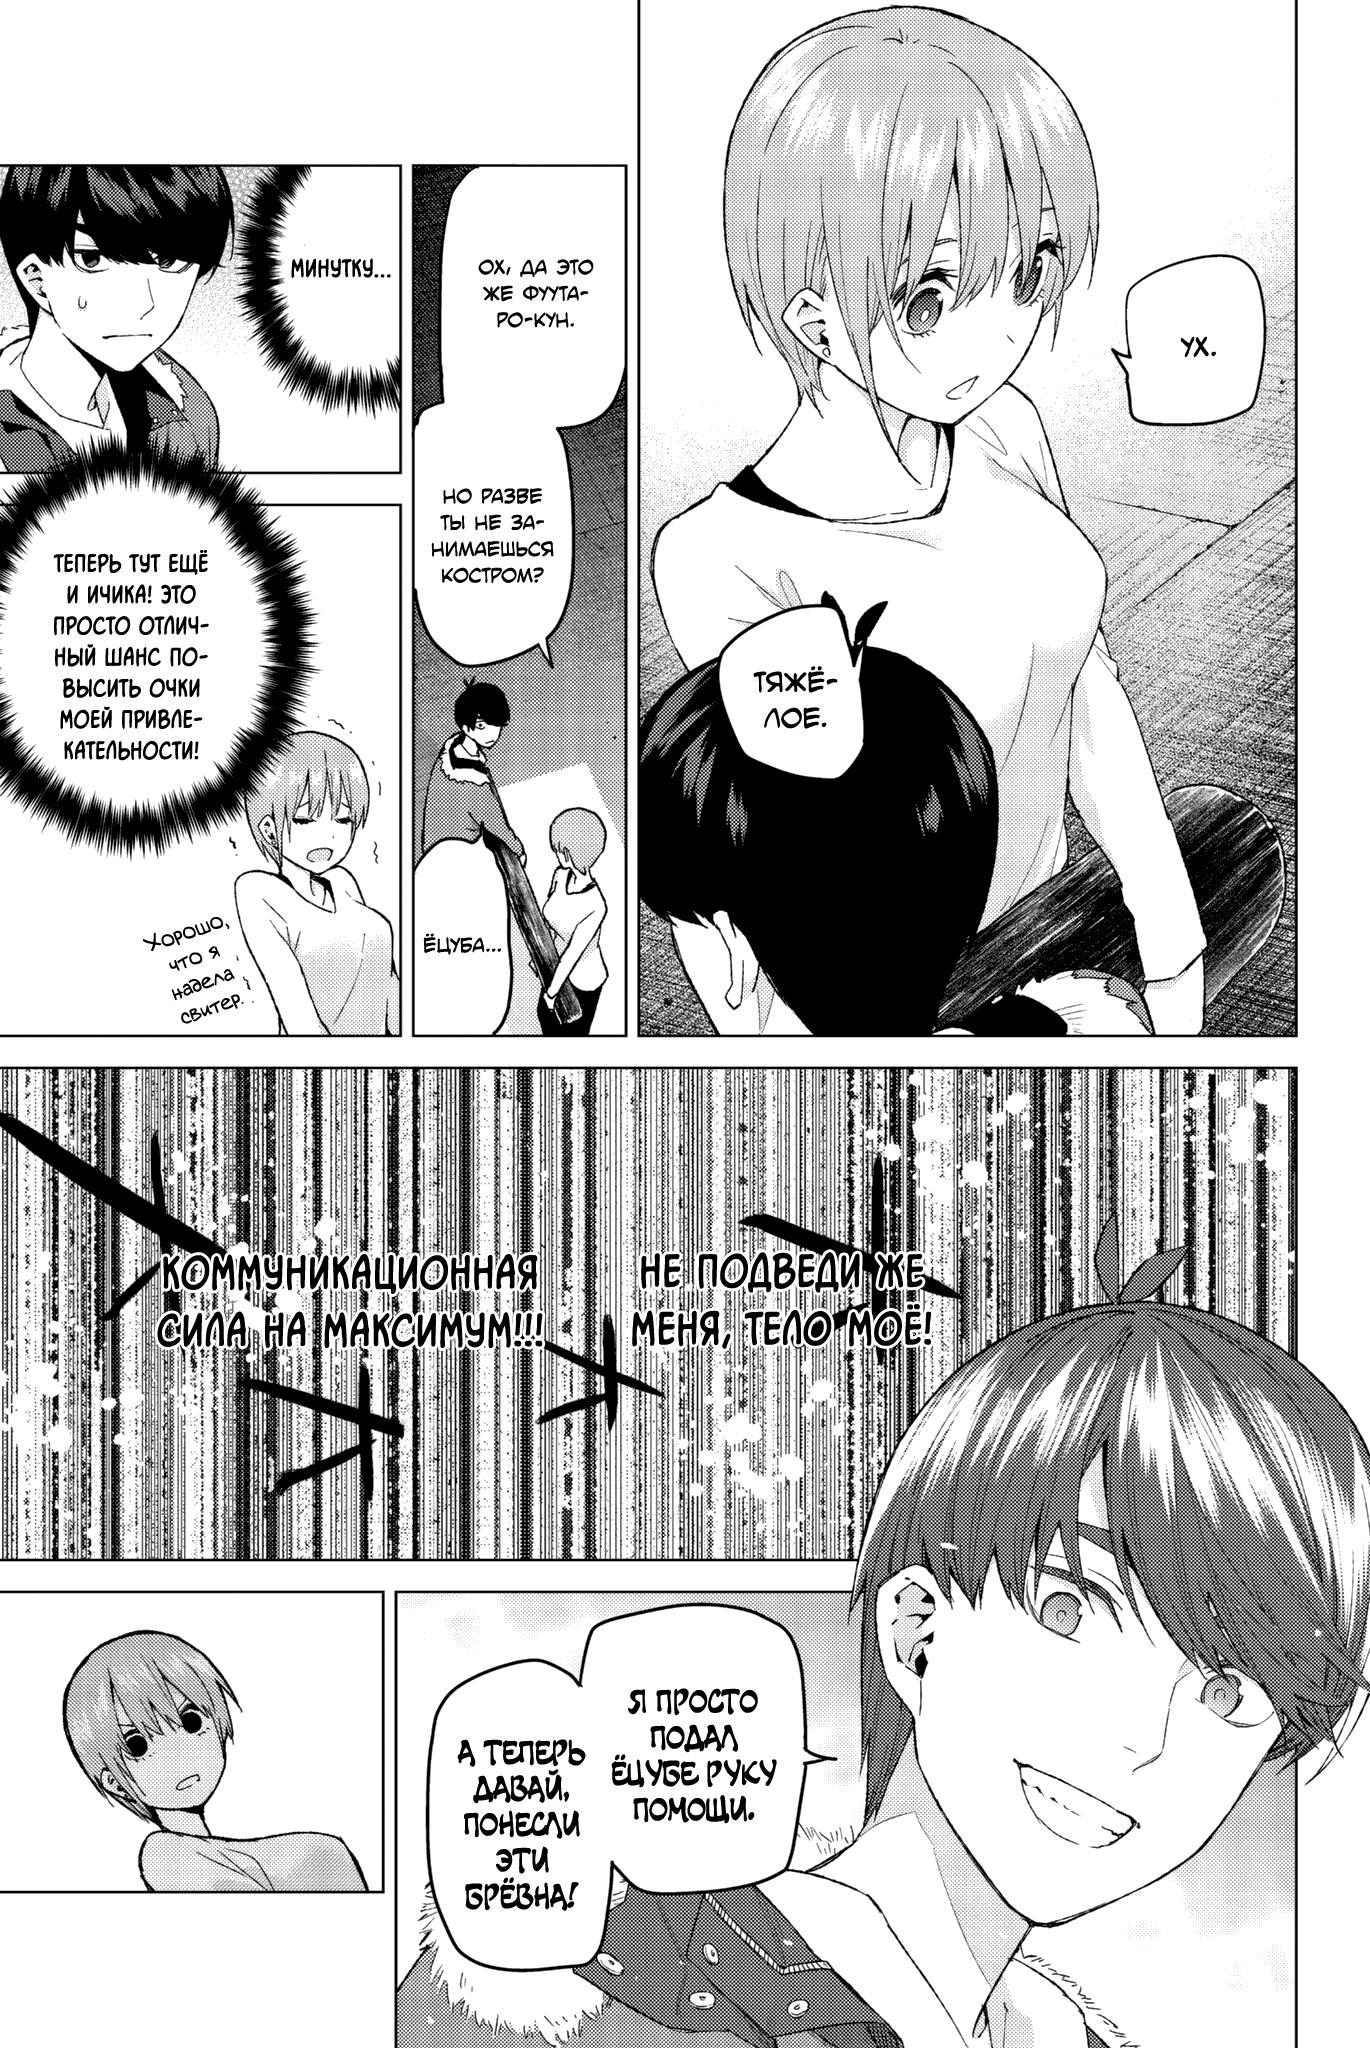 УХ.
ТЯЖЁ-
ЛОЕ.
ОХ, ДА ЭТО
ЖЕ ФУУТА-
РО-КУН.
НО РАЗВЕ
ТЫ НЕ ЗА-
НИМАЕШЬСЯ
КОСТРОМ?
ЁЦУБА...
МИНУТКУ...
ТЕПЕРЬ ТУТ ЕЩЁ
И ИЧИКА! ЭТО
ПРОСТО ОТЛИЧ-
НЫЙ ШАНС ПО-
ВЫСИТЬ ОЧКИ
МОЕЙ ПРИВЛЕ-
КАТЕЛЬНОСТИ!
Хорошо,
что я
надела
свитер.
НЕ ПОДВЕДИ ЖЕ
МЕНЯ, ТЕЛО МОЁ!
КОММУНИКАЦИОННАЯ
СИЛА НА МАКСИМУМ!!!
Я ПРОСТО
ПОДАЛ
ЁЦУБЕ РУКУ
ПОМОЩИ.
А ТЕПЕРЬ
ДАВАЙ,
ПОНЕСЛИ
ЭТИ
БРЁВНА!